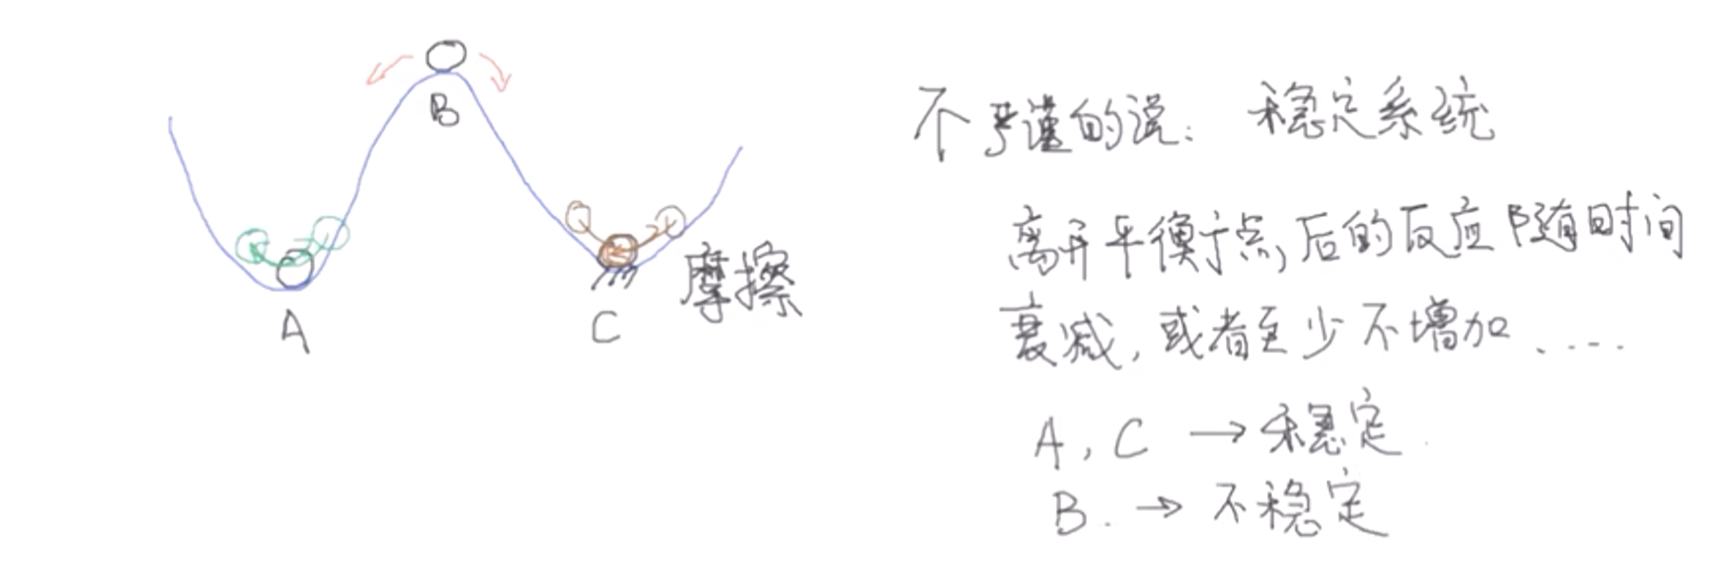 B
A
C
摩擦
不严谨的说：稳定系统
离开平衡点后的反应随时间
衰减，或者至少不增加.....
A，C → 稳定
B. → 不稳定